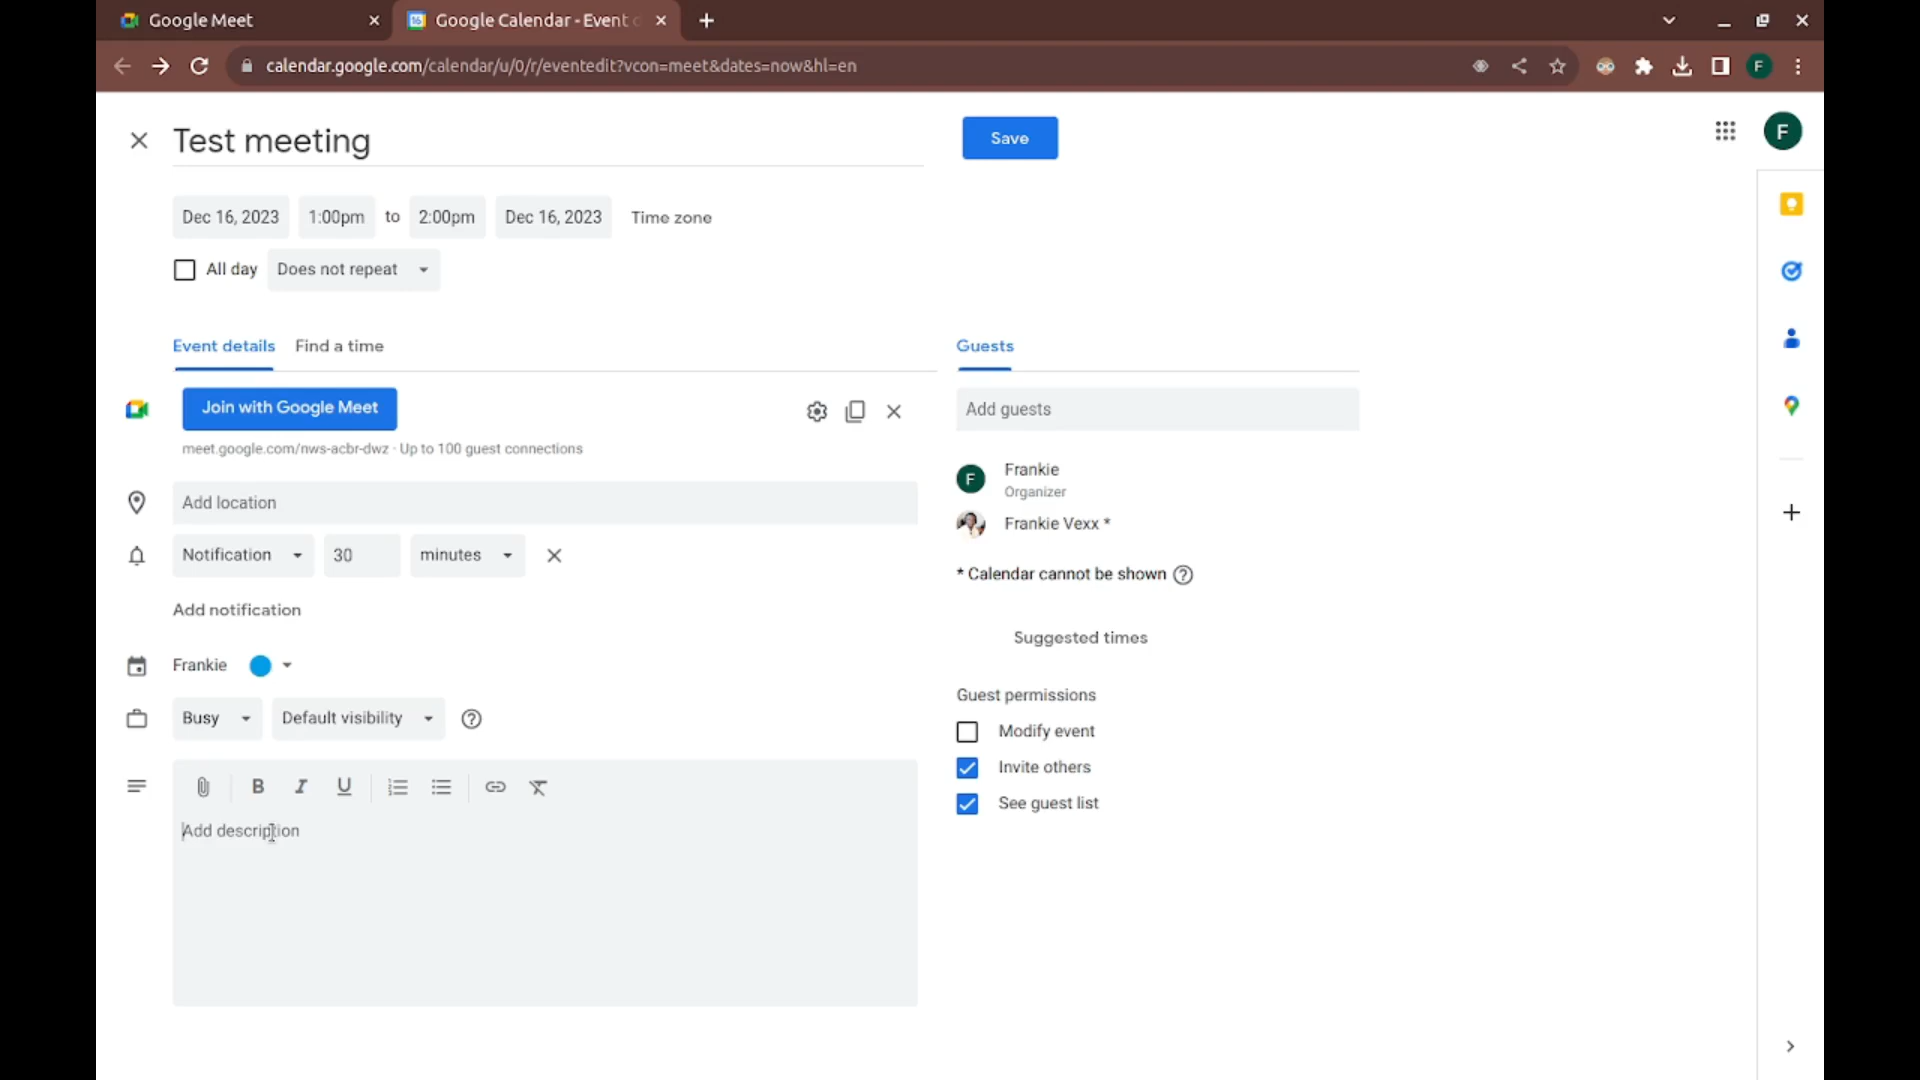 Google Meet
Google Calendar - Event
calendar.google.com/calendar/u/0/r/eventedit?vcon=meet&dates=now&hl=en
F
Test meeting
Save
F
Dec 16, 2023 1:00pm to 2:00pm Dec 16, 2023 Time zone
All day Does not repeat
Event details Find a time
Guests
Join with Google Meet
meet.google.com/nws-acbr-dwz · Up to 100 guest connections
Add guests
F
Frankie
Organizer
Frankie Vexx *
Add location
Notification 30 minutes
* Calendar cannot be shown
Add notification
Suggested times
Frankie
Guest permissions
Busy Default visibility
Modify event
Invite others
See guest list
B I U
Add description